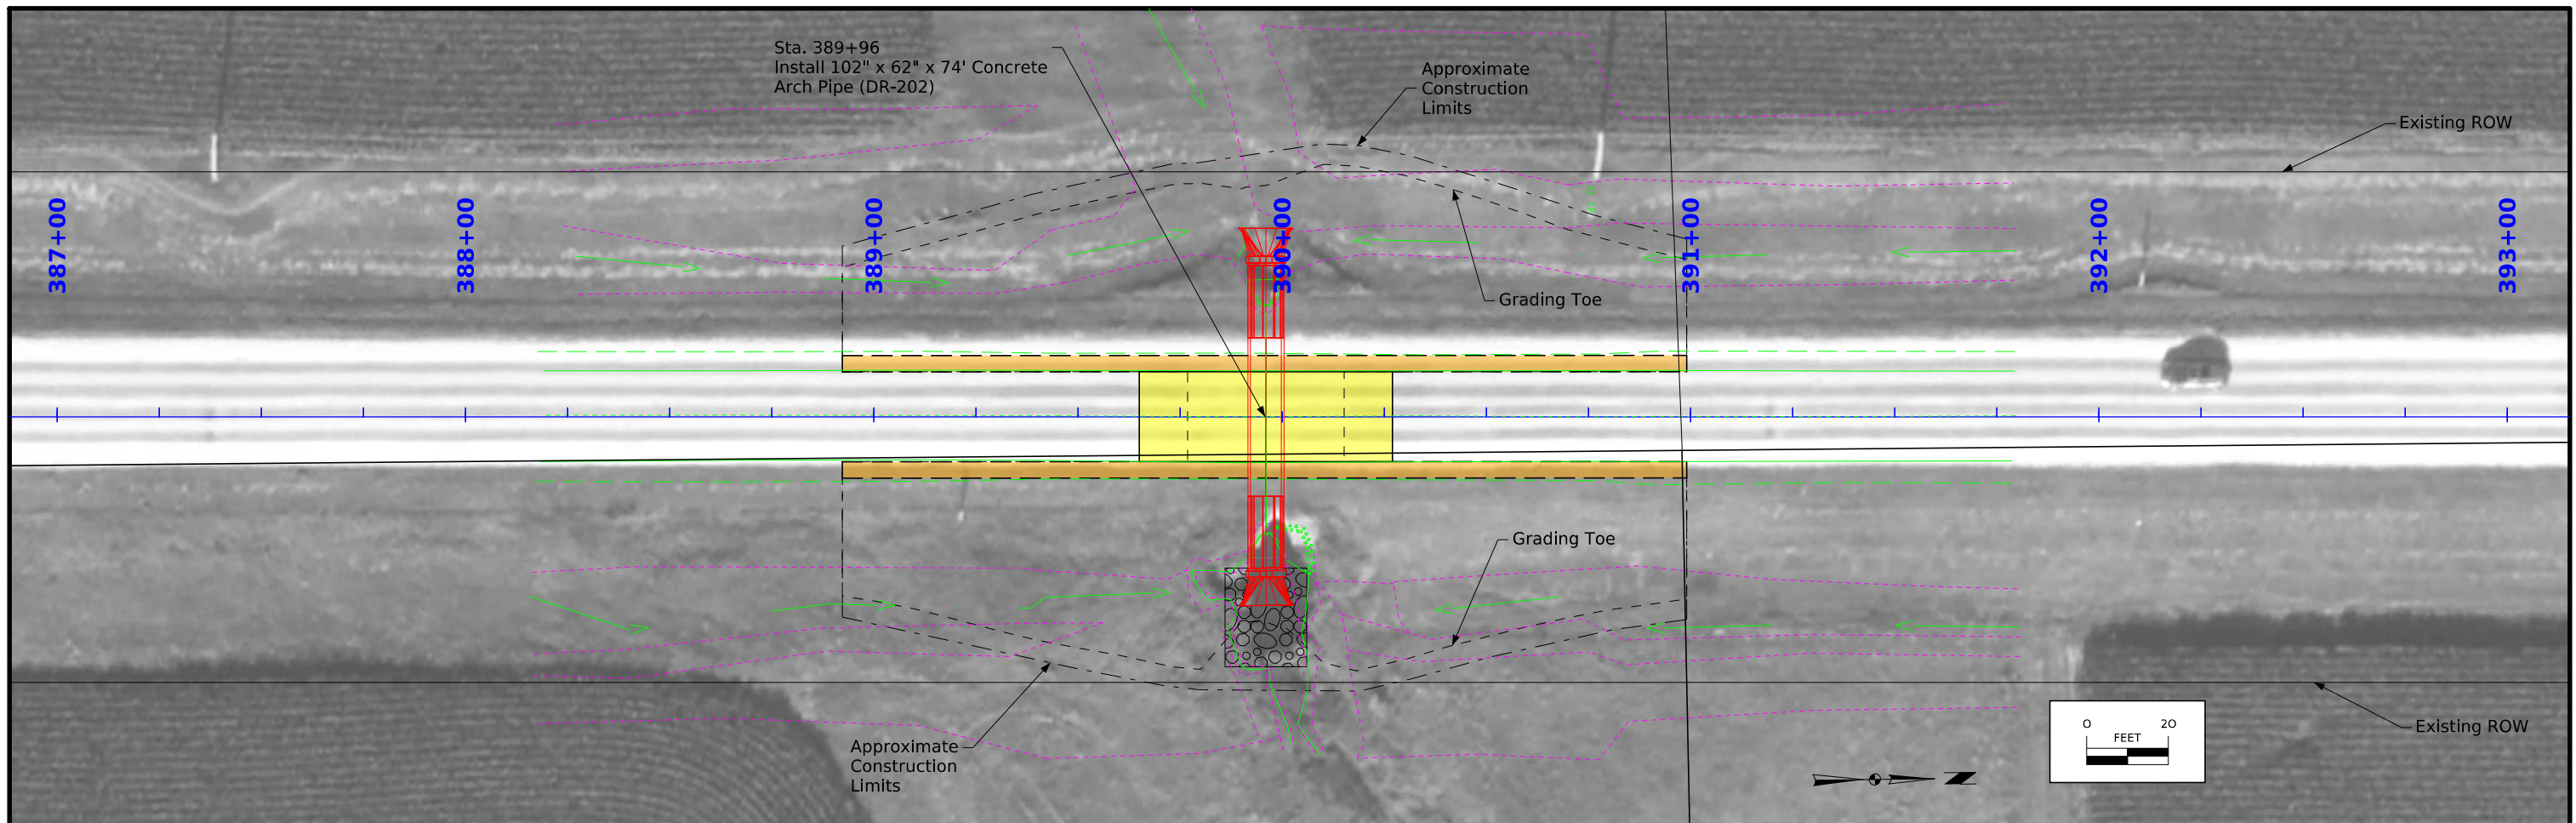 Sta. 389+96
Install 102" x 62" x 74' Concrete
Arch Pipe (DR-202)
Approximate
Construction
Limits
Existing ROW
387+00
388+00
389+00
390+00
391+00
392+00
393+00
Grading Toe
Grading Toe
Approximate
Construction
Limits
Existing ROW
0 20
FEET
N